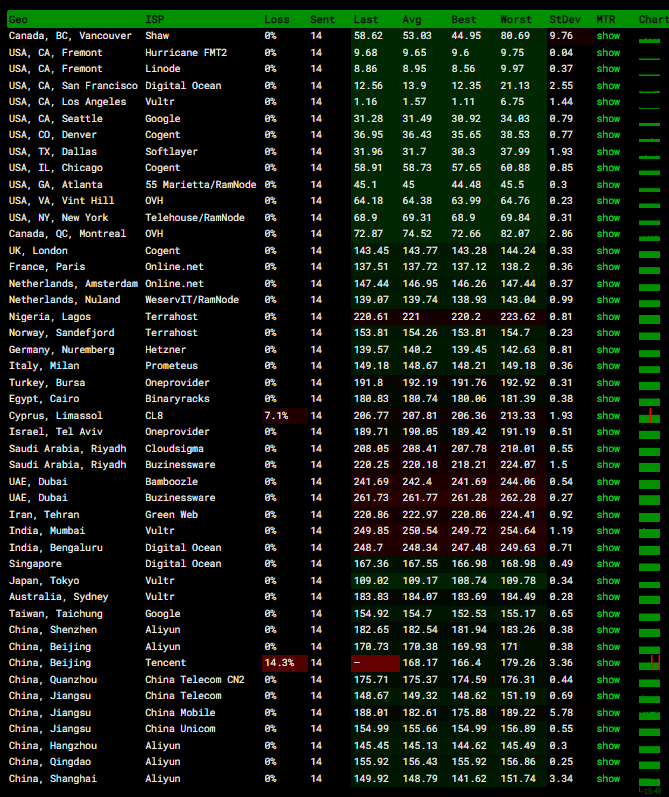 Geo ISP Loss Sent Last Avg Best Worst StDev MTR Chart
Canada, BC, Vancouver Shaw 0% 14 58.62 53.03 44.95 80.69 9.76 show
USA, CA, Fremont Hurricane FMT2 0% 14 9.68 9.65 9.6 9.75 0.04 show
USA, CA, Fremont Linode 0% 14 8.86 8.95 8.56 9.97 0.37 show
USA, CA, San Francisco Digital Ocean 0% 14 12.56 13.9 12.35 21.13 2.55 show
USA, CA, Los Angeles Vultr 0% 14 1.16 1.57 1.11 6.75 1.44 show
USA, CA, Seattle Google 0% 14 31.28 31.49 30.92 34.03 0.79 show
USA, CO, Denver Cogent 0% 14 36.95 36.43 35.65 38.53 0.77 show
USA, TX, Dallas Softlayer 0% 14 31.96 31.7 30.3 37.99 1.93 show
USA, IL, Chicago Cogent 0% 14 58.91 58.73 57.65 60.88 0.85 show
USA, GA, Atlanta 55 Marietta/RamNode 0% 14 45.1 45 44.48 45.5 0.3 show
USA, VA, Vint Hill OVH 0% 14 64.18 64.38 63.99 64.76 0.23 show
USA, NY, New York Telehouse/RamNode 0% 14 68.9 69.31 68.9 69.84 0.31 show
Canada, QC, Montreal OVH 0% 14 72.87 74.52 72.66 82.07 2.86 show
UK, London Cogent 0% 14 143.45 143.77 143.28 144.24 0.33 show
France, Paris Online.net 0% 14 137.51 137.72 137.12 138.2 0.36 show
Netherlands, Amsterdam Online.net 0% 14 147.44 146.95 146.26 147.44 0.37 show
Netherlands, Nuland WeservIT/RamNode 0% 14 139.07 139.74 138.93 143.04 0.99 show
Nigeria, Lagos Terrahost 0% 14 220.61 221 220.2 223.62 0.81 show
Norway, Sandefjord Terrahost 0% 14 153.81 154.26 153.81 154.7 0.23 show
Germany, Nuremberg Hetzner 0% 14 139.57 140.2 139.45 142.63 0.81 show
Italy, Milan Prometeus 0% 14 149.18 148.67 148.21 149.18 0.36 show
Turkey, Bursa Oneprovider 0% 14 191.8 192.19 191.76 192.92 0.31 show
Egypt, Cairo Binaryracks 0% 14 180.83 180.74 180.06 181.39 0.38 show
Cyprus, Limassol CL8 7.1% 14 206.77 207.81 206.36 213.33 1.93 show
Israel, Tel Aviv Oneprovider 0% 14 189.71 190.05 189.42 191.19 0.51 show
Saudi Arabia, Riyadh Cloudsigma 0% 14 208.05 208.41 207.78 210.01 0.55 show
Saudi Arabia, Riyadh Buzinessware 0% 14 220.25 220.18 218.21 224.07 1.5 show
UAE, Dubai Bamboozle 0% 14 241.69 242.4 241.69 244.06 0.54 show
UAE, Dubai Buzinessware 0% 14 261.73 261.77 261.28 262.28 0.27 show
Iran, Tehran Green Web 0% 14 220.86 222.97 220.86 224.41 0.92 show
India, Mumbai Vultr 0% 14 249.85 250.54 249.72 254.64 1.19 show
India, Bengaluru Digital Ocean 0% 14 248.7 248.34 247.48 249.63 0.71 show
Singapore Digital Ocean 0% 14 167.36 167.55 166.98 168.98 0.49 show
Japan, Tokyo Vultr 0% 14 109.02 109.17 108.74 109.78 0.34 show
Australia, Sydney Vultr 0% 14 183.83 184.07 183.69 184.49 0.28 show
Taiwan, Taichung Google 0% 14 154.92 154.7 152.53 155.17 0.65 show
China, Shenzhen Aliyun 0% 14 182.65 182.54 181.94 183.26 0.38 show
China, Beijing Aliyun 0% 14 170.73 170.38 169.93 171 0.38 show
China, Beijing Tencent 14.3% 14 – 168.17 166.4 179.26 3.36 show
China, Quanzhou China Telecom CN2 0% 14 175.71 175.37 174.59 176.31 0.44 show
China, Jiangsu China Telecom 0% 14 148.67 149.32 148.62 151.19 0.69 show
China, Jiangsu China Mobile 0% 14 188.01 182.61 175.88 189.22 5.78 show
China, Jiangsu China Unicom 0% 14 154.99 155.66 154.99 156.89 0.55 show
China, Hangzhou Aliyun 0% 14 145.45 145.13 144.62 145.49 0.3 show
China, Qingdao Aliyun 0% 14 155.92 156.43 155.92 156.86 0.25 show
China, Shanghai Aliyun 0% 14 149.92 148.79 141.62 151.74 3.34 show